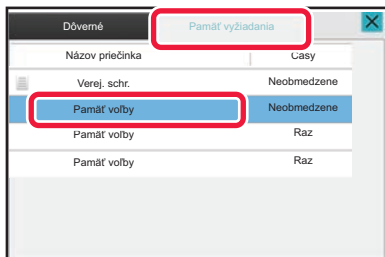 Dôverné
Pamäť vyžiadania
Názov priečinka Časy
Verej. schr. Neobmedzene
Pamäť voľby Neobmedzene
Pamäť voľby Raz
Pamäť voľby Raz